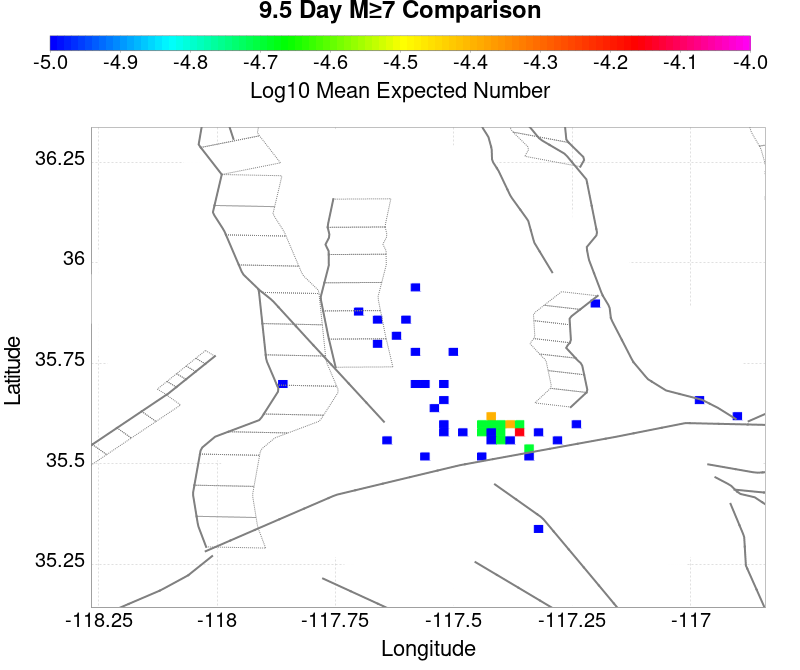 9.5 Day M≥7 Comparison
-5.0 -4.9 -4.8 -4.7 -4.6 -4.5 -4.4 -4.3 -4.2 -4.1 -4.0
Log10 Mean Expected Number
36.25
36
35.75
35.5
35.25
Latitude
-118.25 -118 -117.75 -117.5 -117.25 -117
Longitude